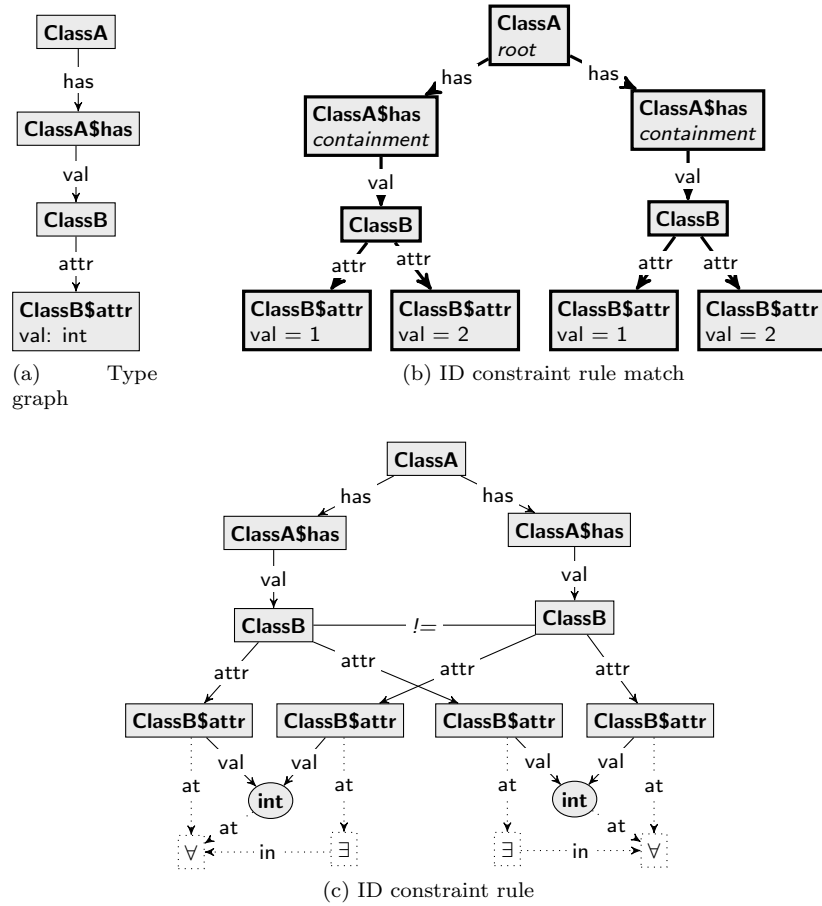 ClassA
has
ClassA$has
val
ClassB
attr
ClassB$attr
val: int
(a) Type
graph
ClassA
root
has has
ClassA$has ClassA$has
containment containment
val val
ClassB ClassB
attr attr attr attr
ClassB$attr ClassB$attr ClassB$attr ClassB$attr
val = 1 val = 2 val = 1 val = 2
(b) ID constraint rule match
ClassA
has has
ClassA$has ClassA$has
val val
ClassB != ClassB
attr attr attr attr
ClassB$attr ClassB$attr ClassB$attr ClassB$attr
val val val val
at int at at int at
at at
∀ in ∃ ∃ in ∀
(c) ID constraint rule